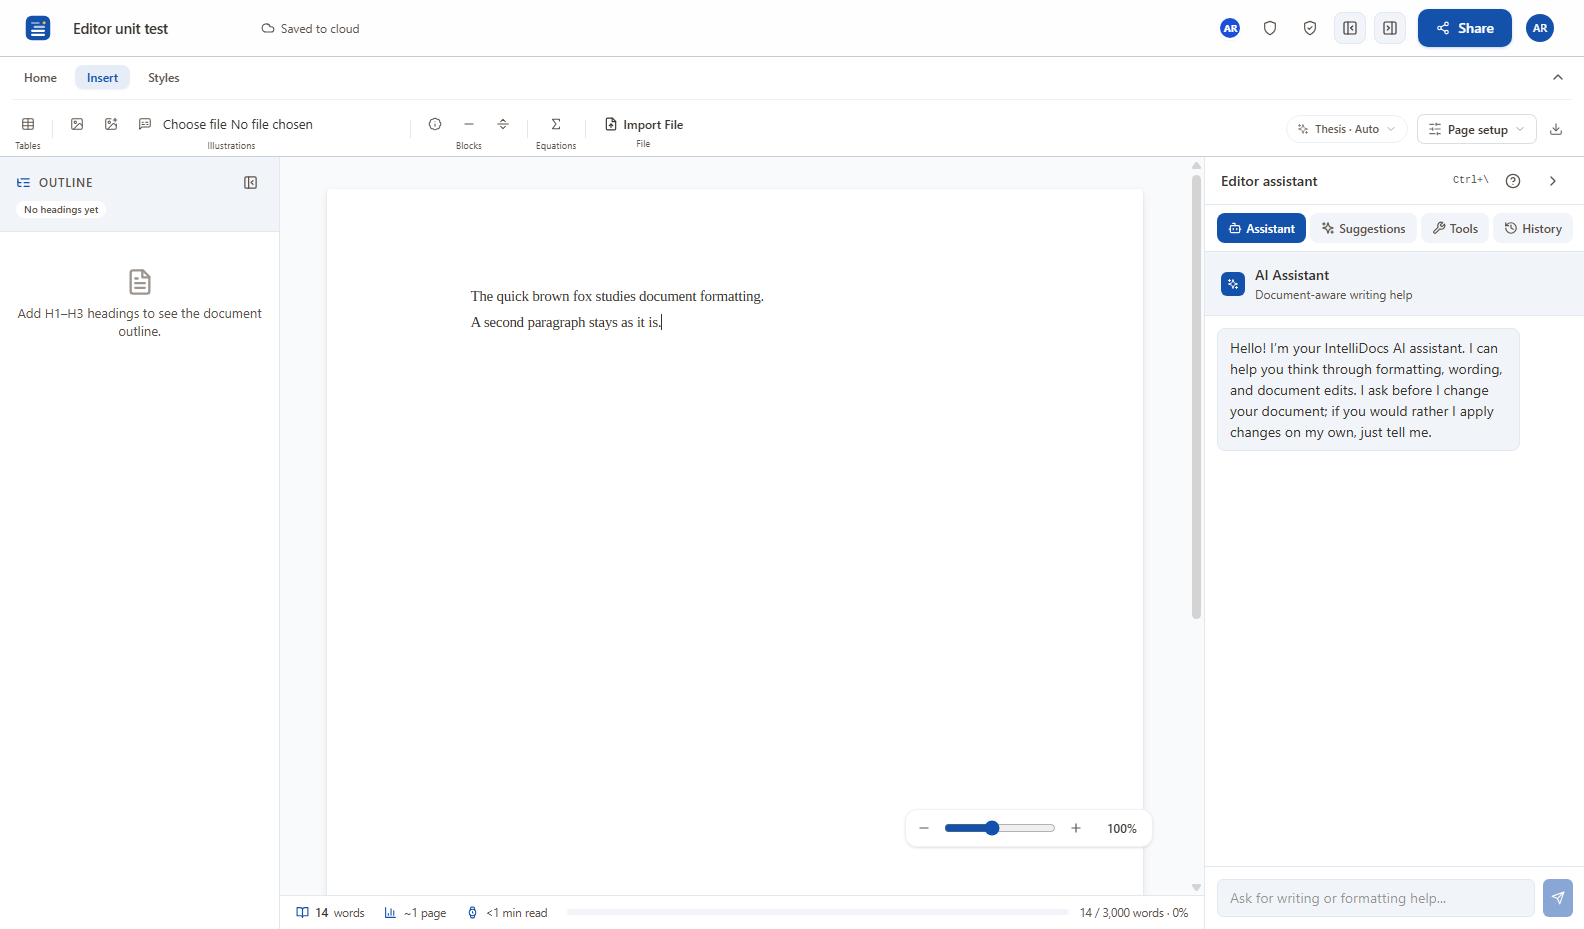 Editor unit test
Saved to cloud
AR
Share
AR
Home
Insert
Styles
Choose file No file chosen
Import File
Thesis · Auto
Page setup
Tables
Illustrations
Blocks
Equations
File
OUTLINE
No headings yet
Add H1–H3 headings to see the document
outline.
The quick brown fox studies document formatting.
A second paragraph stays as it is.
100%
14 words
~1 page
<1 min read
14 / 3,000 words · 0%
Editor assistant
Ctrl+\
Assistant
Suggestions
Tools
History
AI Assistant
Document-aware writing help
Hello! I'm your IntelliDocs AI assistant. I can
help you think through formatting, wording,
and document edits. I ask before I change
your document; if you would rather I apply
changes on my own, just tell me.
Ask for writing or formatting help...